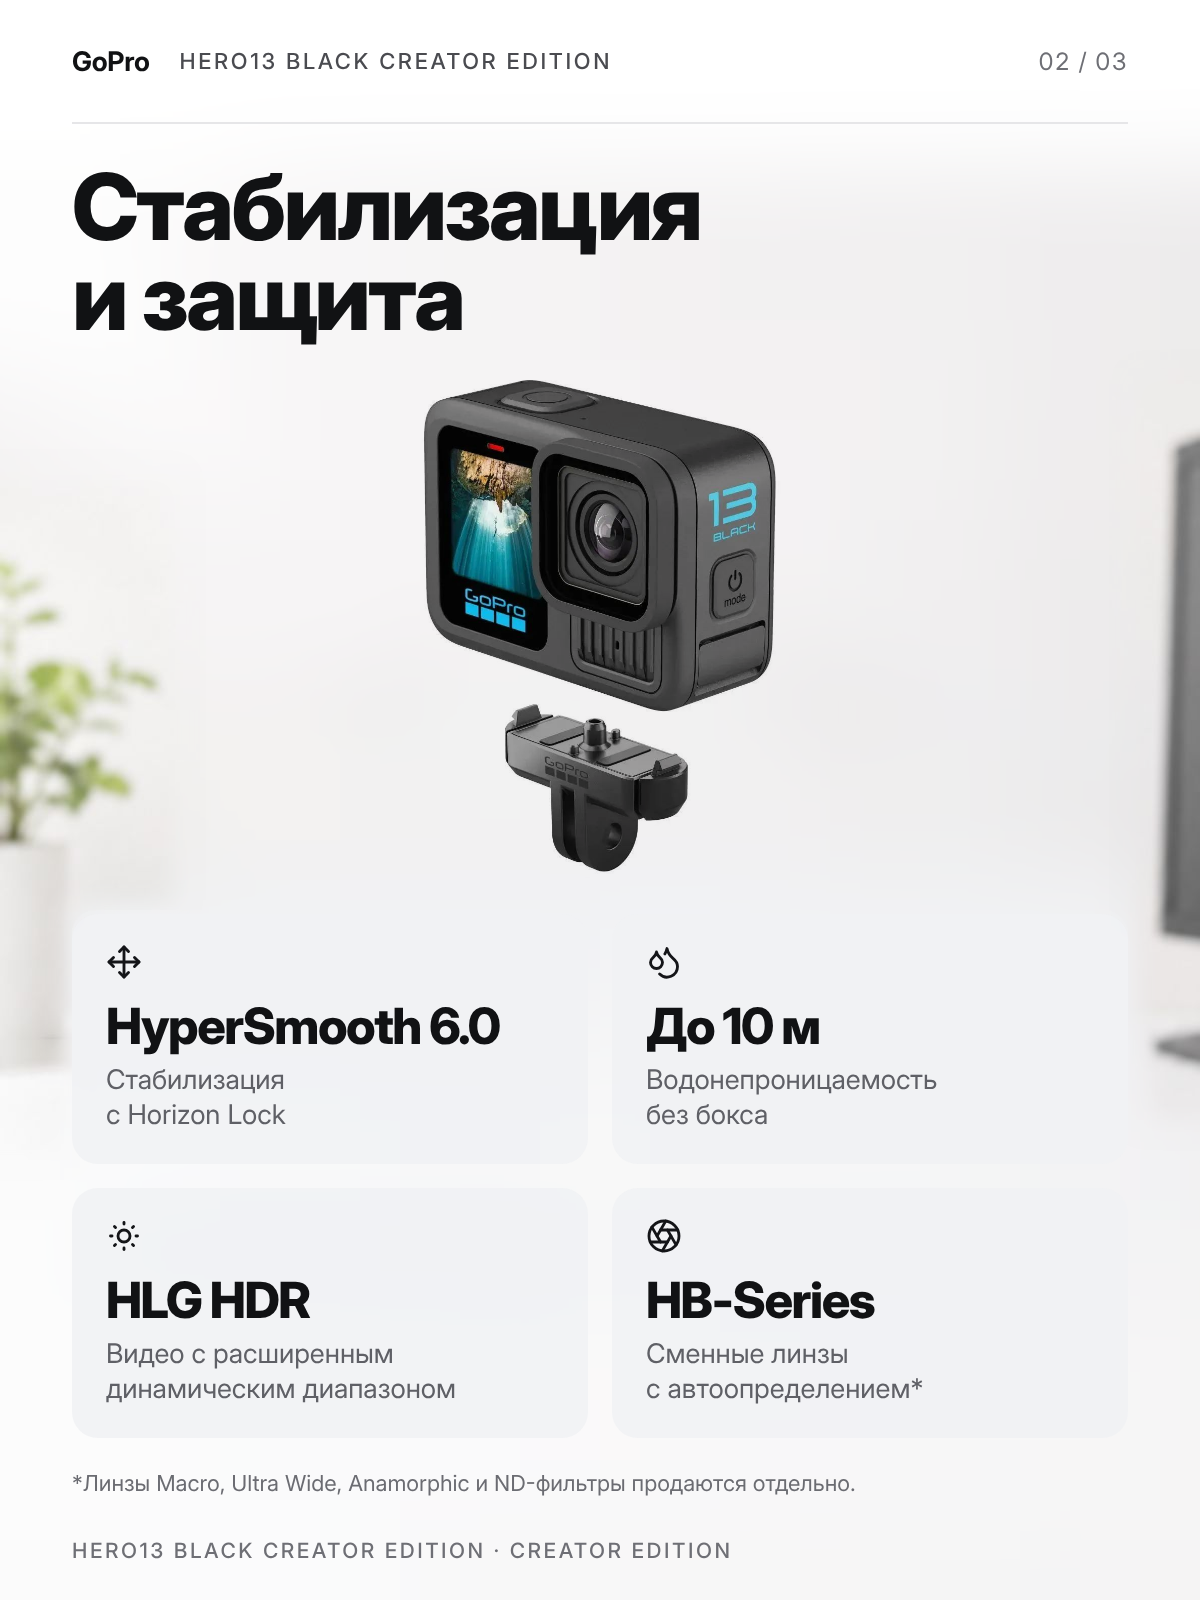 GoPro HERO13 BLACK CREATOR EDITION 02 / 03
Стабилизация
и защита
13
BLACK
mode
GoPro
GoPro
HyperSmooth 6.0
Стабилизация
с Horizon Lock
До 10 м
Водонепроницаемость
без бокса
HLG HDR
Видео с расширенным
динамическим диапазоном
HB-Series
Сменные линзы
с автоопределением*
*Линзы Macro, Ultra Wide, Anamorphic и ND-фильтры продаются отдельно.
HERO13 BLACK CREATOR EDITION · CREATOR EDITION